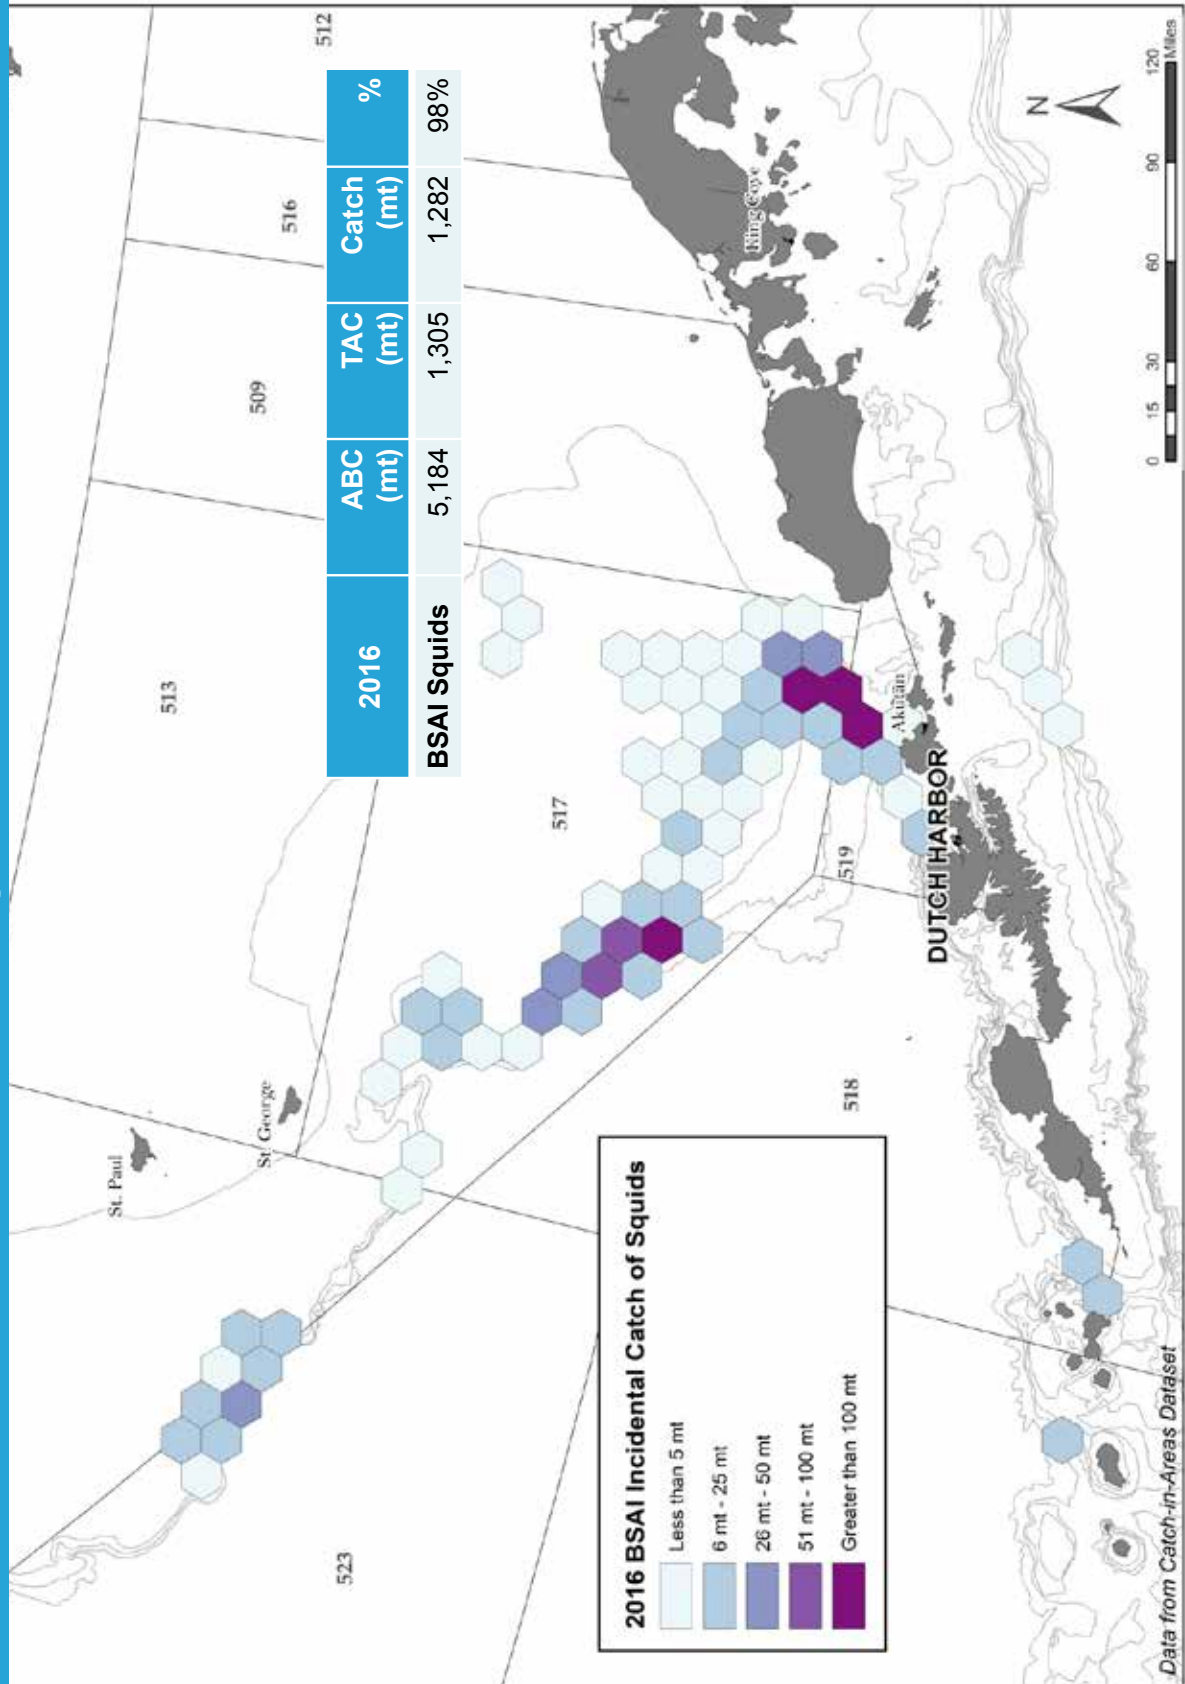 2016
ABC
(mt)
TAC
(mt)
Catch
(mt)
%
BSAI Squids
5,184
1,305
1,282
98%
512
516
509
513
517
519
518
523
St. Paul
St. George
King Cove
Akutan
DUTCH HARBOR
N
0
15
30
60
90
120
Miles
2016 BSAI Incidental Catch of Squids
Less than 5 mt
6 mt - 25 mt
26 mt - 50 mt
51 mt - 100 mt
Greater than 100 mt
Data from Catch-in-Areas Dataset